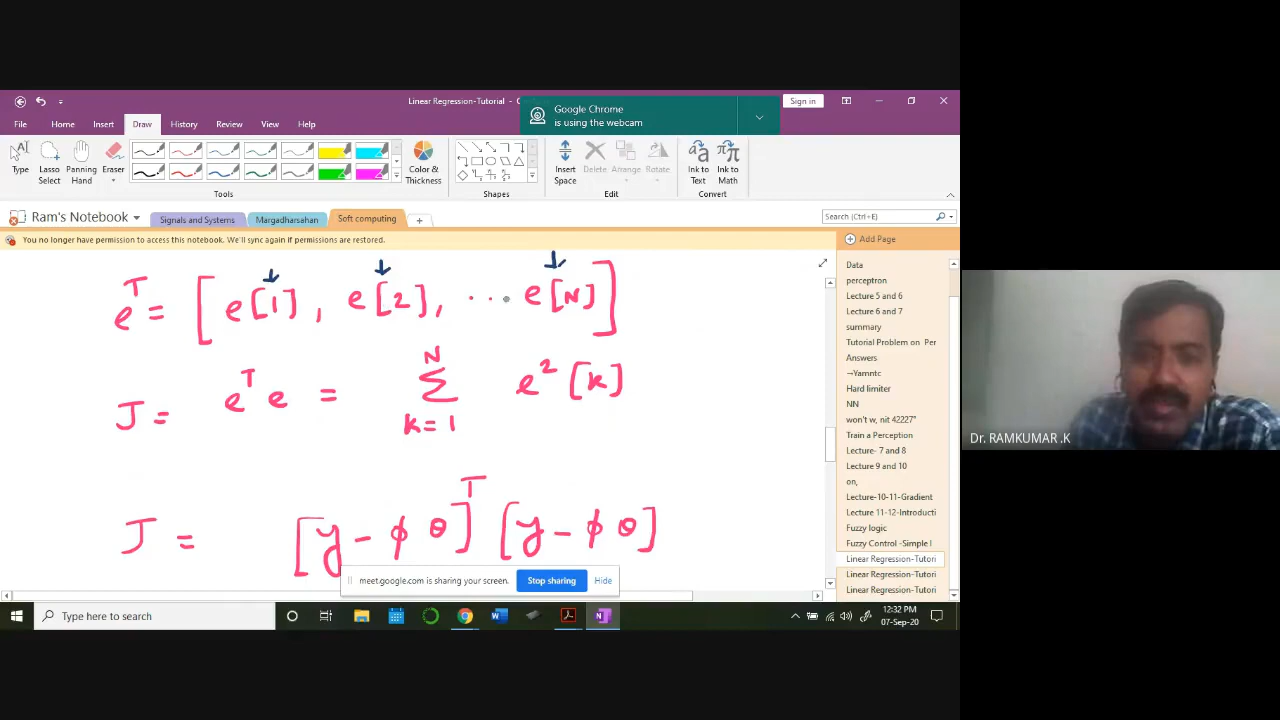 Linear Regression-Tutorial -
Google Chrome
is using the webcam
Sign in
File Home Insert Draw History Review View Help
Type
Lasso Select
Panning Hand
Eraser
Color & Thickness
Insert Space
Delete
Arrange
Rotate
Ink to Text
Ink to Math
Tools
Shapes
Edit
Convert
Ram's Notebook
Signals and Systems
Margadharsahan
Soft computing
Search (Ctrl+E)
You no longer have permission to access this notebook. We'll sync again if permissions are restored.
Add Page
e^T = [ e[1], e[2], ... e[N] ]
J = e^T e = Σ_{k=1}^{N} e^2 [k]
J = [y - φ θ]^T [y - φ θ]
Data
perceptron
Lecture 5 and 6
Lecture 6 and 7
summary
Tutorial Problem on Per
Answers
→Yamntc
Hard limiter
NN
won't w, nit 42227"
Train a Perception
Lecture- 7 and 8
Lecture 9 and 10
on,
Lecture-10-11-Gradient
Lecture 11-12-Introducti
Fuzzy logic
Fuzzy Control -Simple I
Linear Regression-Tutori
Linear Regression-Tutori
Linear Regression-Tutori
Dr. RAMKUMAR .K
meet.google.com is sharing your screen.
Stop sharing
Hide
Type here to search
12:32 PM
07-Sep-20